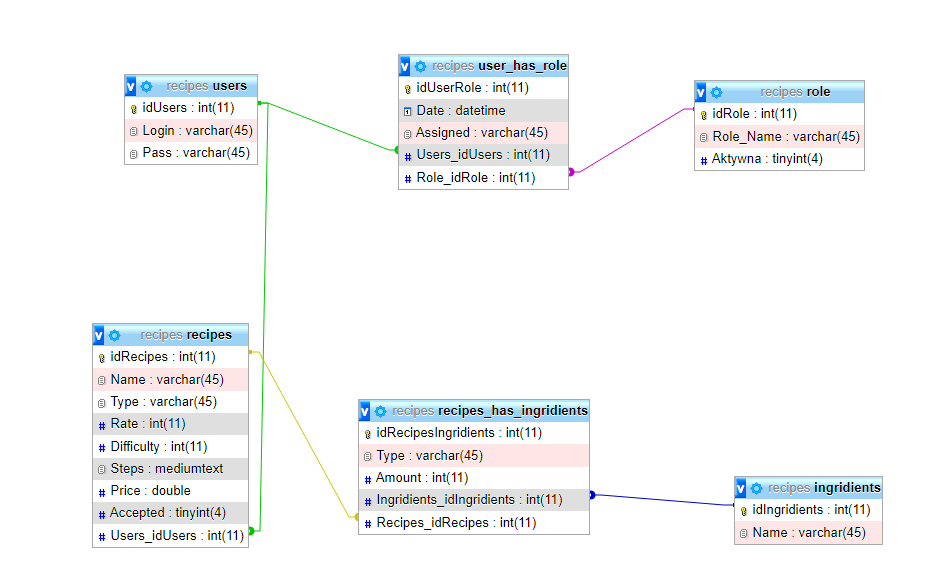 v recipes users
idUsers : int(11)
Login : varchar(45)
Pass : varchar(45)
v recipes user_has_role
idUserRole : int(11)
Date : datetime
Assigned : varchar(45)
# Users_idUsers : int(11)
# Role_idRole : int(11)
v recipes role
idRole : int(11)
Role_Name : varchar(45)
# Aktywna : tinyint(4)
v recipes recipes
idRecipes : int(11)
Name : varchar(45)
Type : varchar(45)
# Rate : int(11)
# Difficulty : int(11)
Steps : mediumtext
# Price : double
# Accepted : tinyint(4)
# Users_idUsers : int(11)
v recipes recipes_has_ingridients
idRecipesIngridients : int(11)
Type : varchar(45)
# Amount : int(11)
# Ingridients_idIngridients : int(11)
# Recipes_idRecipes : int(11)
v recipes ingridients
idIngridients : int(11)
Name : varchar(45)